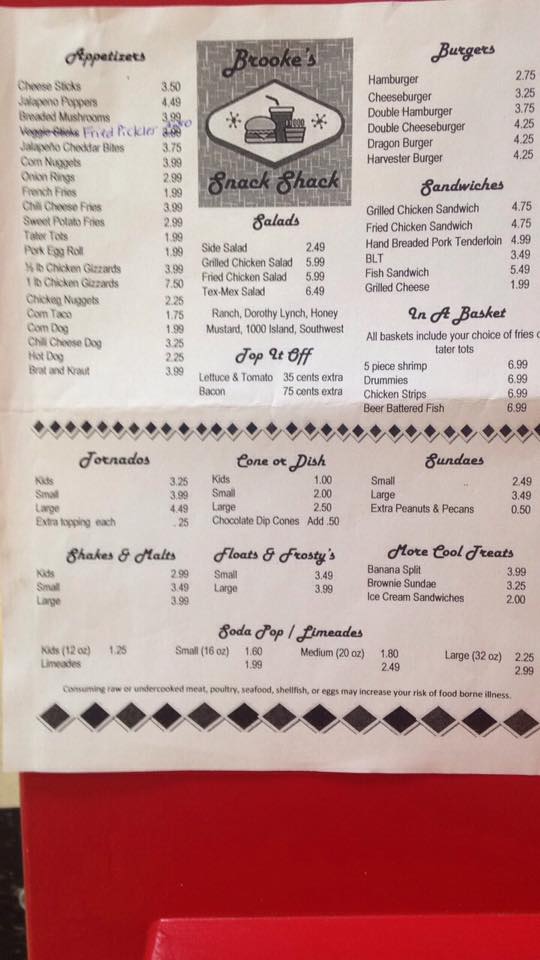 Appetizers
Cheese Sticks 3.50
Jalapeno Poppers 4.49
Breaded Mushrooms 3.99
Veggie Sticks Fried Pickles 3.99
Jalapeño Cheddar Bites 3.75
Corn Nuggets 3.99
Onion Rings 2.99
French Fries 1.99
Chili Cheese Fries 3.99
Sweet Potato Fries 2.99
Tater Tots 1.99
Pork Egg Roll 1.99
½ lb Chicken Gizzards 3.99
1 lb Chicken Gizzards 7.50
Chicken Nuggets 2.25
Corn Taco 1.75
Corn Dog 1.99
Chili Cheese Dog 3.25
Hot Dog 2.25
Brat and Kraut 3.99
Brooke's
Snack Shack
Salads
Side Salad 2.49
Grilled Chicken Salad 5.99
Fried Chicken Salad 5.99
Tex-Mex Salad 6.49
Ranch, Dorothy Lynch, Honey
Mustard, 1000 Island, Southwest
Top It Off
Lettuce & Tomato 35 cents extra
Bacon 75 cents extra
Burgers
Hamburger 2.75
Cheeseburger 3.25
Double Hamburger 3.75
Double Cheeseburger 4.25
Dragon Burger 4.25
Harvester Burger 4.25
Sandwiches
Grilled Chicken Sandwich 4.75
Fried Chicken Sandwich 4.75
Hand Breaded Pork Tenderloin 4.99
BLT 3.49
Fish Sandwich 5.49
Grilled Cheese 1.99
In A Basket
All baskets include your choice of fries
tater tots
5 piece shrimp 6.99
Drummies 6.99
Chicken Strips 6.99
Beer Battered Fish 6.99
Tornados
Kids 3.25
Small 3.99
Large 4.49
Extra topping each .25
Cone or Dish
Kids 1.00
Small 2.00
Large 2.50
Chocolate Dip Cones Add .50
Sundaes
Small 2.49
Large 3.49
Extra Peanuts & Pecans 0.50
Shakes & Malts
Kids 2.99
Small 3.49
Large 3.99
Floats & Frosty's
Small 3.49
Large 3.99
More Cool Treats
Banana Split 3.99
Brownie Sundae 3.25
Ice Cream Sandwiches 2.00
Soda Pop / Limeades
Kids (12 oz) 1.25 Small (16 oz) 1.60 Medium (20 oz) 1.80 Large (32 oz) 2.25
Limeades 1.99 2.49 2.99
Consuming raw or undercooked meat, poultry, seafood, shellfish, or eggs may increase your risk of food borne illness.